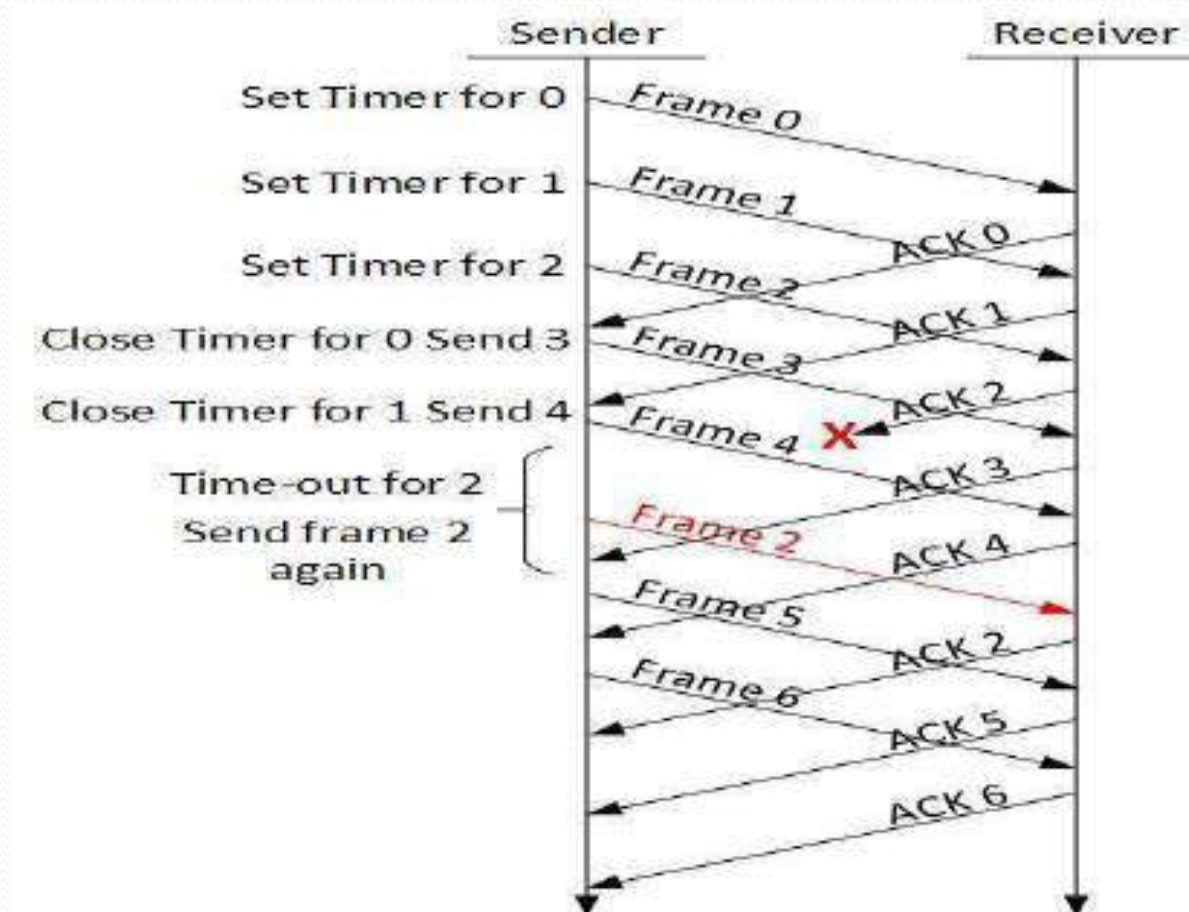 Sender
Receiver
Set Timer for 0
Frame 0
Set Timer for 1
Frame 1
ACK 0
Set Timer for 2
Frame 2
ACK 1
Close Timer for 0 Send 3
Frame 3
ACK 2
Close Timer for 1 Send 4
Frame 4
X
ACK 3
Time-out for 2
Send frame 2
again
Frame 2
ACK 4
Frame 5
ACK 2
Frame 6
ACK 5
ACK 6